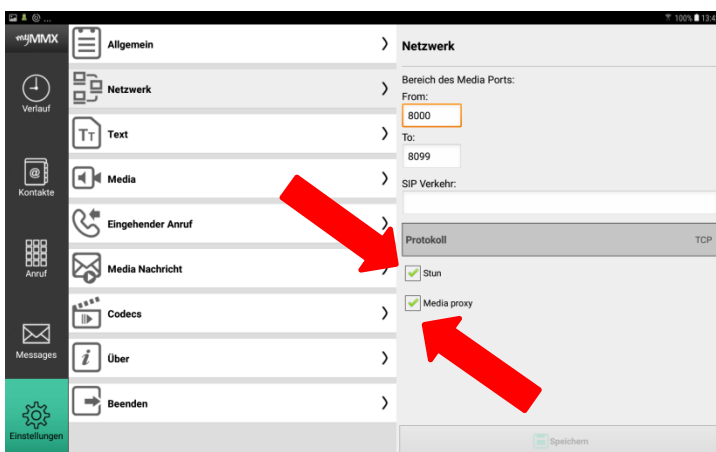 100% 13:4
myMMX
Verlauf
Kontakte
Anruf
Messages
Einstellungen
Allgemein
Netzwerk
Text
Media
Eingehender Anruf
Media Nachricht
Codecs
Über
Beenden
Netzwerk
Bereich des Media Ports:
From:
8000
To:
8099
SIP Verkehr:
Protokoll TCP
Stun
Media proxy
Speichern